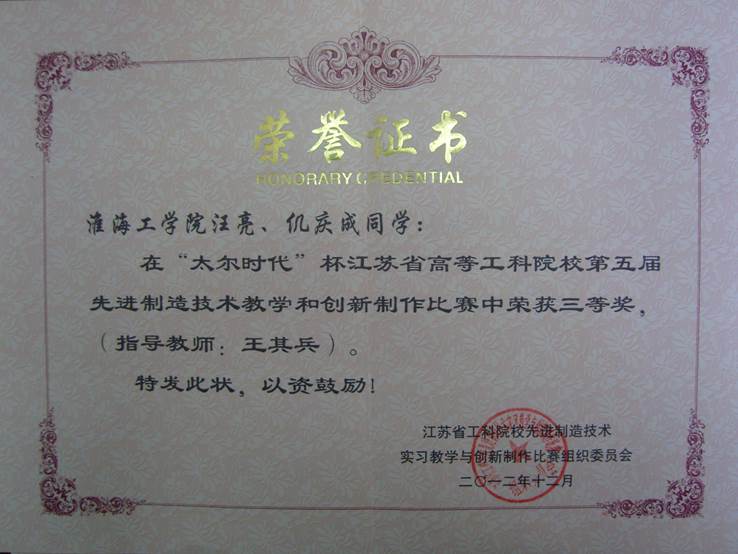 荣誉证书
HONORARY CREDENTIAL
淮海工学院汪亮、仉庆成同学：
在“太尔时代”杯江苏省高等工科院校第五届
先进制造技术教学和创新制作比赛中荣获三等奖，
（指导教师：王其兵）。
特发此状，以资鼓励！
江苏省工科院校先进制造技术
实习教学与创新制作比赛组织委员会
二〇一二年十二月